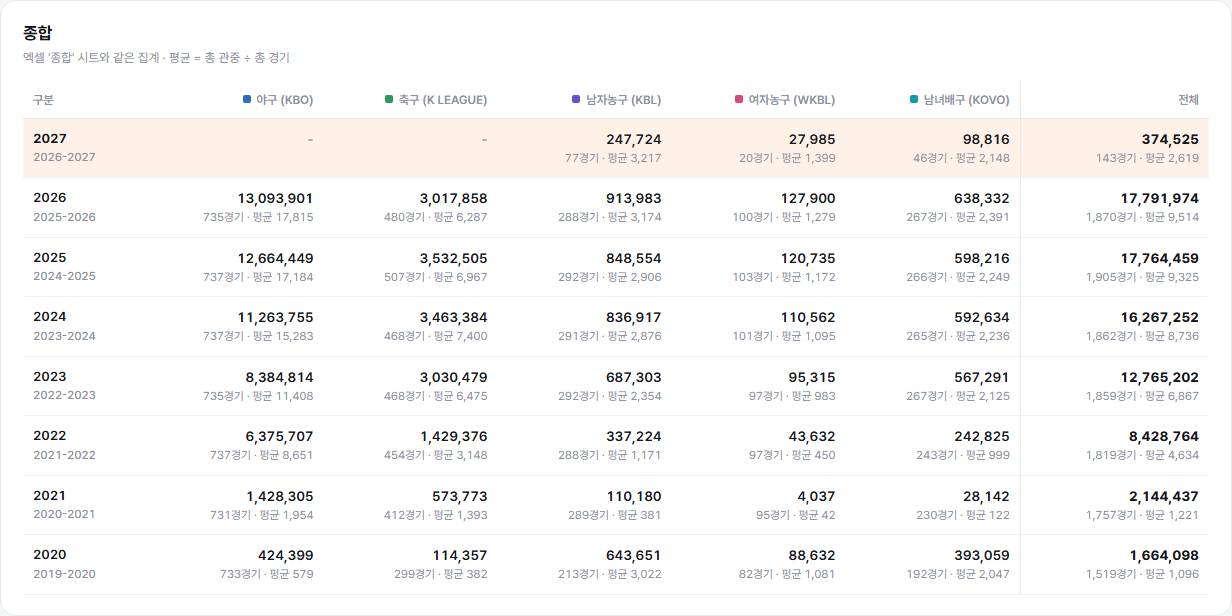 종합
엑셀 '종합' 시트와 같은 집계 · 평균 = 총 관중 ÷ 총 경기
구분 야구 (KBO) 축구 (K LEAGUE) 남자농구 (KBL) 여자농구 (WKBL) 남녀배구 (KOVO) 전체
2027 - - 247,724 27,985 98,816 374,525
2026-2027 77경기 · 평균 3,217 20경기 · 평균 1,399 46경기 · 평균 2,148 143경기 · 평균 2,619
2026 13,093,901 3,017,858 913,983 127,900 638,332 17,791,974
2025-2026 735경기 · 평균 17,815 480경기 · 평균 6,287 288경기 · 평균 3,174 100경기 · 평균 1,279 267경기 · 평균 2,391 1,870경기 · 평균 9,514
2025 12,664,449 3,532,505 848,554 120,735 598,216 17,764,459
2024-2025 737경기 · 평균 17,184 507경기 · 평균 6,967 292경기 · 평균 2,906 103경기 · 평균 1,172 266경기 · 평균 2,249 1,905경기 · 평균 9,325
2024 11,263,755 3,463,384 836,917 110,562 592,634 16,267,252
2023-2024 737경기 · 평균 15,283 468경기 · 평균 7,400 291경기 · 평균 2,876 101경기 · 평균 1,095 265경기 · 평균 2,236 1,862경기 · 평균 8,736
2023 8,384,814 3,030,479 687,303 95,315 567,291 12,765,202
2022-2023 735경기 · 평균 11,408 468경기 · 평균 6,475 292경기 · 평균 2,354 97경기 · 평균 983 267경기 · 평균 2,125 1,859경기 · 평균 6,867
2022 6,375,707 1,429,376 337,224 43,632 242,825 8,428,764
2021-2022 737경기 · 평균 8,651 454경기 · 평균 3,148 288경기 · 평균 1,171 97경기 · 평균 450 243경기 · 평균 999 1,819경기 · 평균 4,634
2021 1,428,305 573,773 110,180 4,037 28,142 2,144,437
2020-2021 731경기 · 평균 1,954 412경기 · 평균 1,393 289경기 · 평균 381 95경기 · 평균 42 230경기 · 평균 122 1,757경기 · 평균 1,221
2020 424,399 114,357 643,651 88,632 393,059 1,664,098
2019-2020 733경기 · 평균 579 299경기 · 평균 382 213경기 · 평균 3,022 82경기 · 평균 1,081 192경기 · 평균 2,047 1,519경기 · 평균 1,096